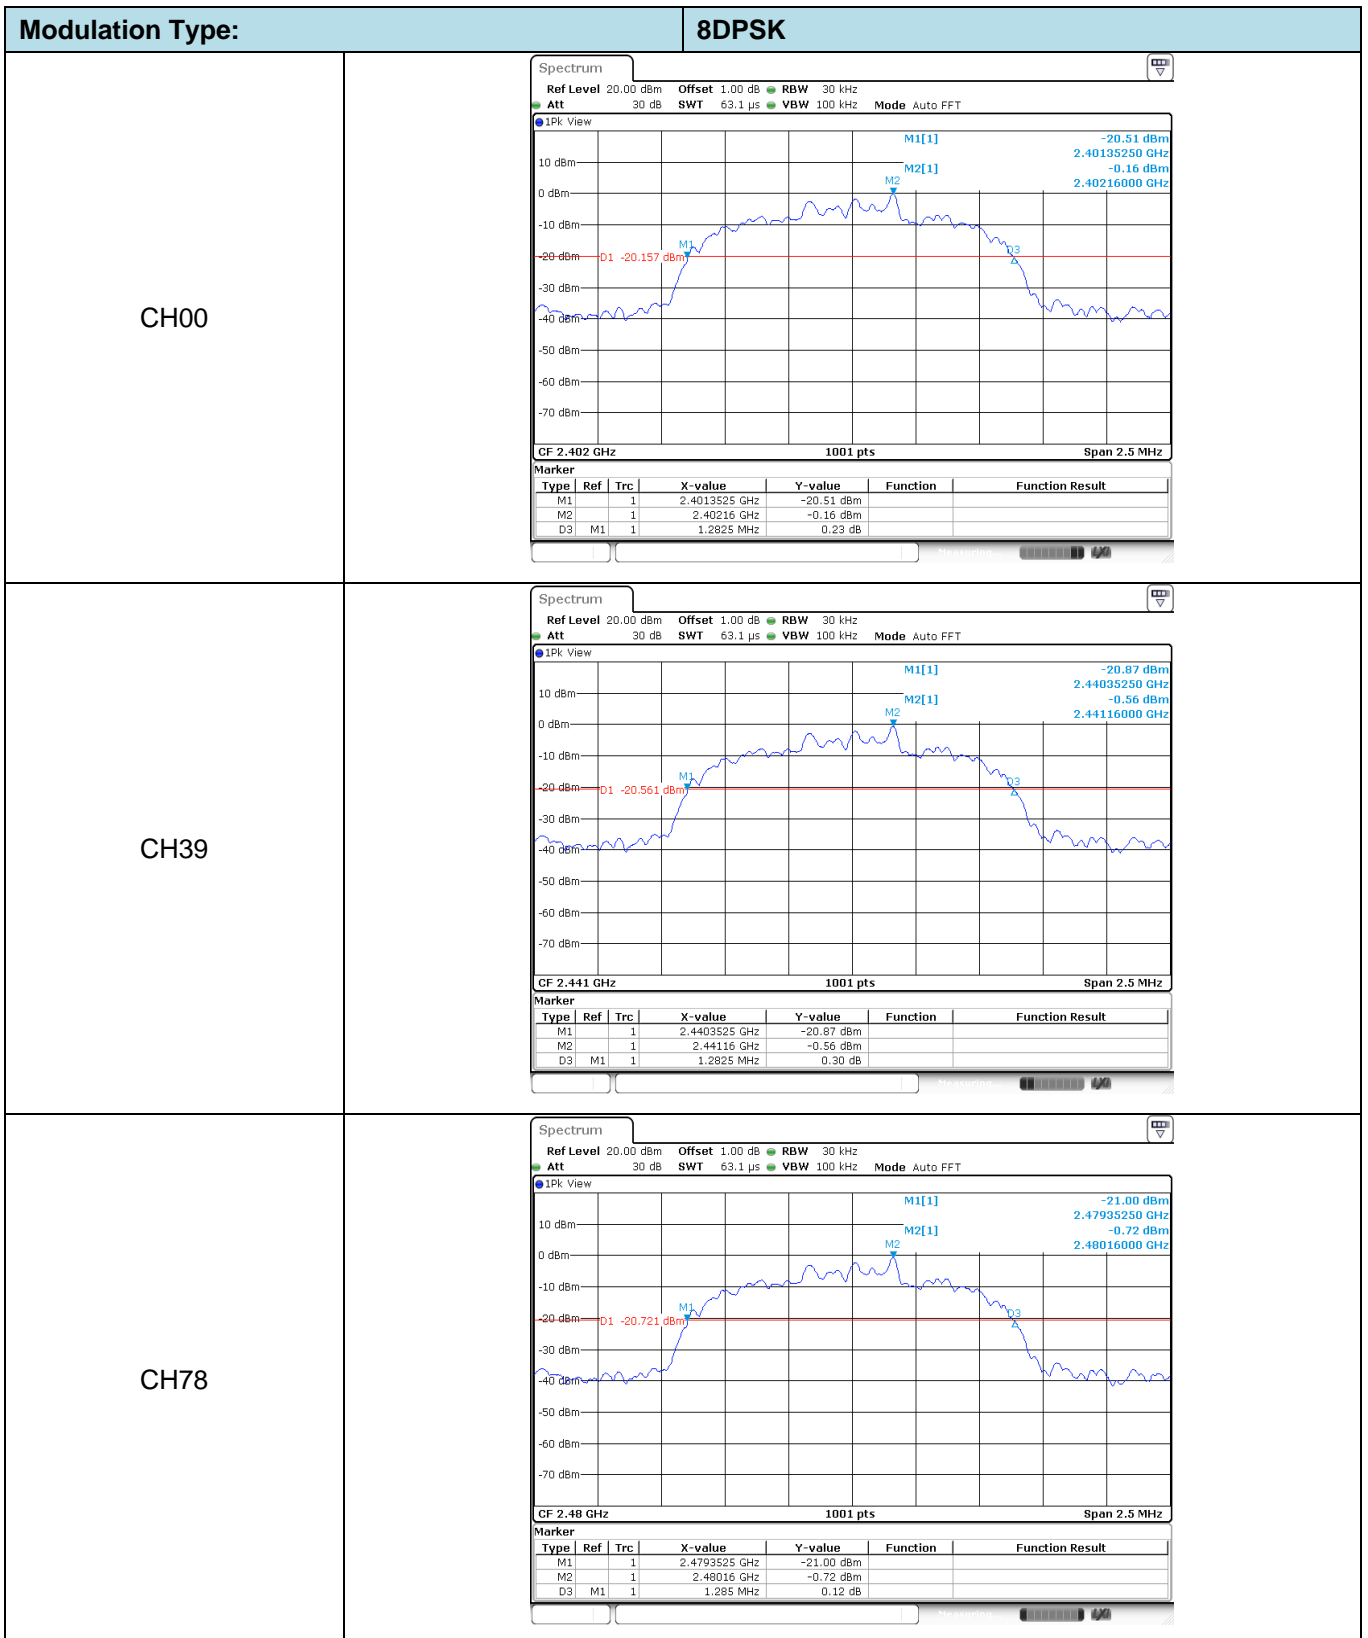 Modulation Type: 8DPSK
CH00
Spectrum
Ref Level 20.00 dBm Offset 1.00 dB RBW 30 kHz
Att 30 dB SWT 63.1 µs VBW 100 kHz Mode Auto FFT
1Pk View
M1[1] -20.51 dBm
2.40135250 GHz
10 dBm
M2[1] -0.16 dBm
M2 2.40216000 GHz
0 dBm
-10 dBm
M1 D3
-20 dBm D1 -20.157 dBm
-30 dBm
-40 dBm
-50 dBm
-60 dBm
-70 dBm
CF 2.402 GHz 1001 pts Span 2.5 MHz
Marker
Type Ref Trc X-value Y-value Function Function Result
M1 1 2.4013525 GHz -20.51 dBm
M2 1 2.40216 GHz -0.16 dBm
D3 M1 1 1.2825 MHz 0.23 dB
Measuring... LXI
CH39
Spectrum
Ref Level 20.00 dBm Offset 1.00 dB RBW 30 kHz
Att 30 dB SWT 63.1 µs VBW 100 kHz Mode Auto FFT
1Pk View
M1[1] -20.87 dBm
2.44035250 GHz
10 dBm
M2[1] -0.56 dBm
M2 2.44116000 GHz
0 dBm
-10 dBm
M1 D3
-20 dBm D1 -20.561 dBm
-30 dBm
-40 dBm
-50 dBm
-60 dBm
-70 dBm
CF 2.441 GHz 1001 pts Span 2.5 MHz
Marker
Type Ref Trc X-value Y-value Function Function Result
M1 1 2.4403525 GHz -20.87 dBm
M2 1 2.44116 GHz -0.56 dBm
D3 M1 1 1.2825 MHz 0.30 dB
Measuring... LXI
CH78
Spectrum
Ref Level 20.00 dBm Offset 1.00 dB RBW 30 kHz
Att 30 dB SWT 63.1 µs VBW 100 kHz Mode Auto FFT
1Pk View
M1[1] -21.00 dBm
2.47935250 GHz
10 dBm
M2[1] -0.72 dBm
M2 2.48016000 GHz
0 dBm
-10 dBm
M1 D3
-20 dBm D1 -20.721 dBm
-30 dBm
-40 dBm
-50 dBm
-60 dBm
-70 dBm
CF 2.48 GHz 1001 pts Span 2.5 MHz
Marker
Type Ref Trc X-value Y-value Function Function Result
M1 1 2.4793525 GHz -21.00 dBm
M2 1 2.48016 GHz -0.72 dBm
D3 M1 1 1.285 MHz 0.12 dB
Measuring... LXI